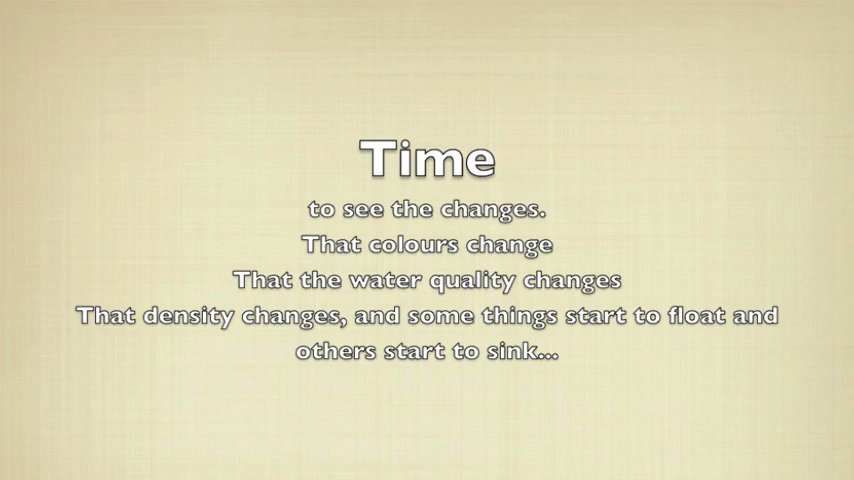 Time
to see the changes.
That colours change
That the water quality changes
That density changes, and some things start to float and
others start to sink...